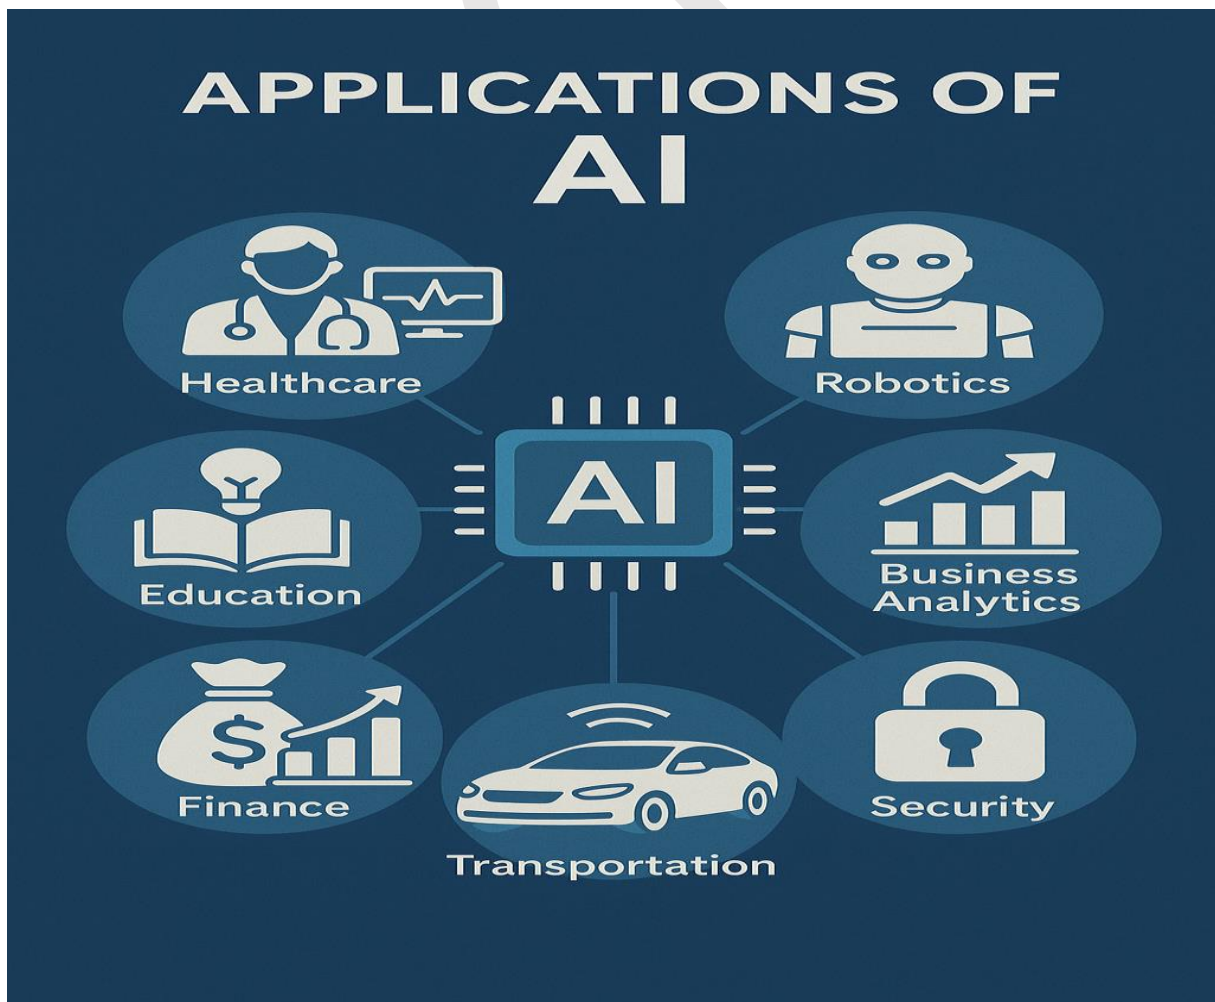 APPLICATIONS OF
AI
Healthcare
Robotics
AI
Education
Business
Analytics
$
Finance
Security
Transportation